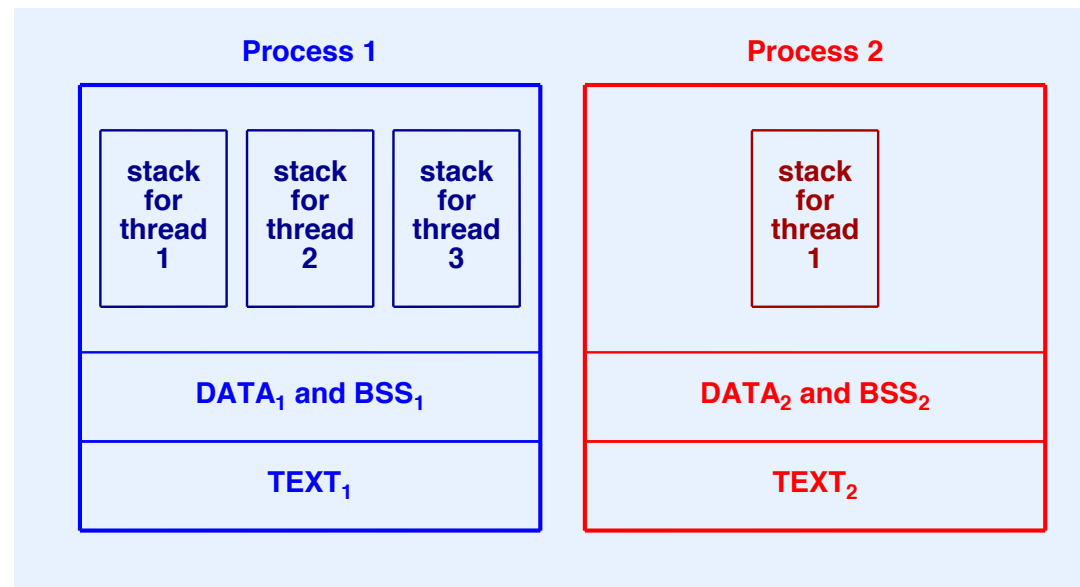 Process 1
stack
for
thread
1
stack
for
thread
2
stack
for
thread
3
DATA₁ and BSS₁
TEXT₁
Process 2
stack
for
thread
1
DATA₂ and BSS₂
TEXT₂